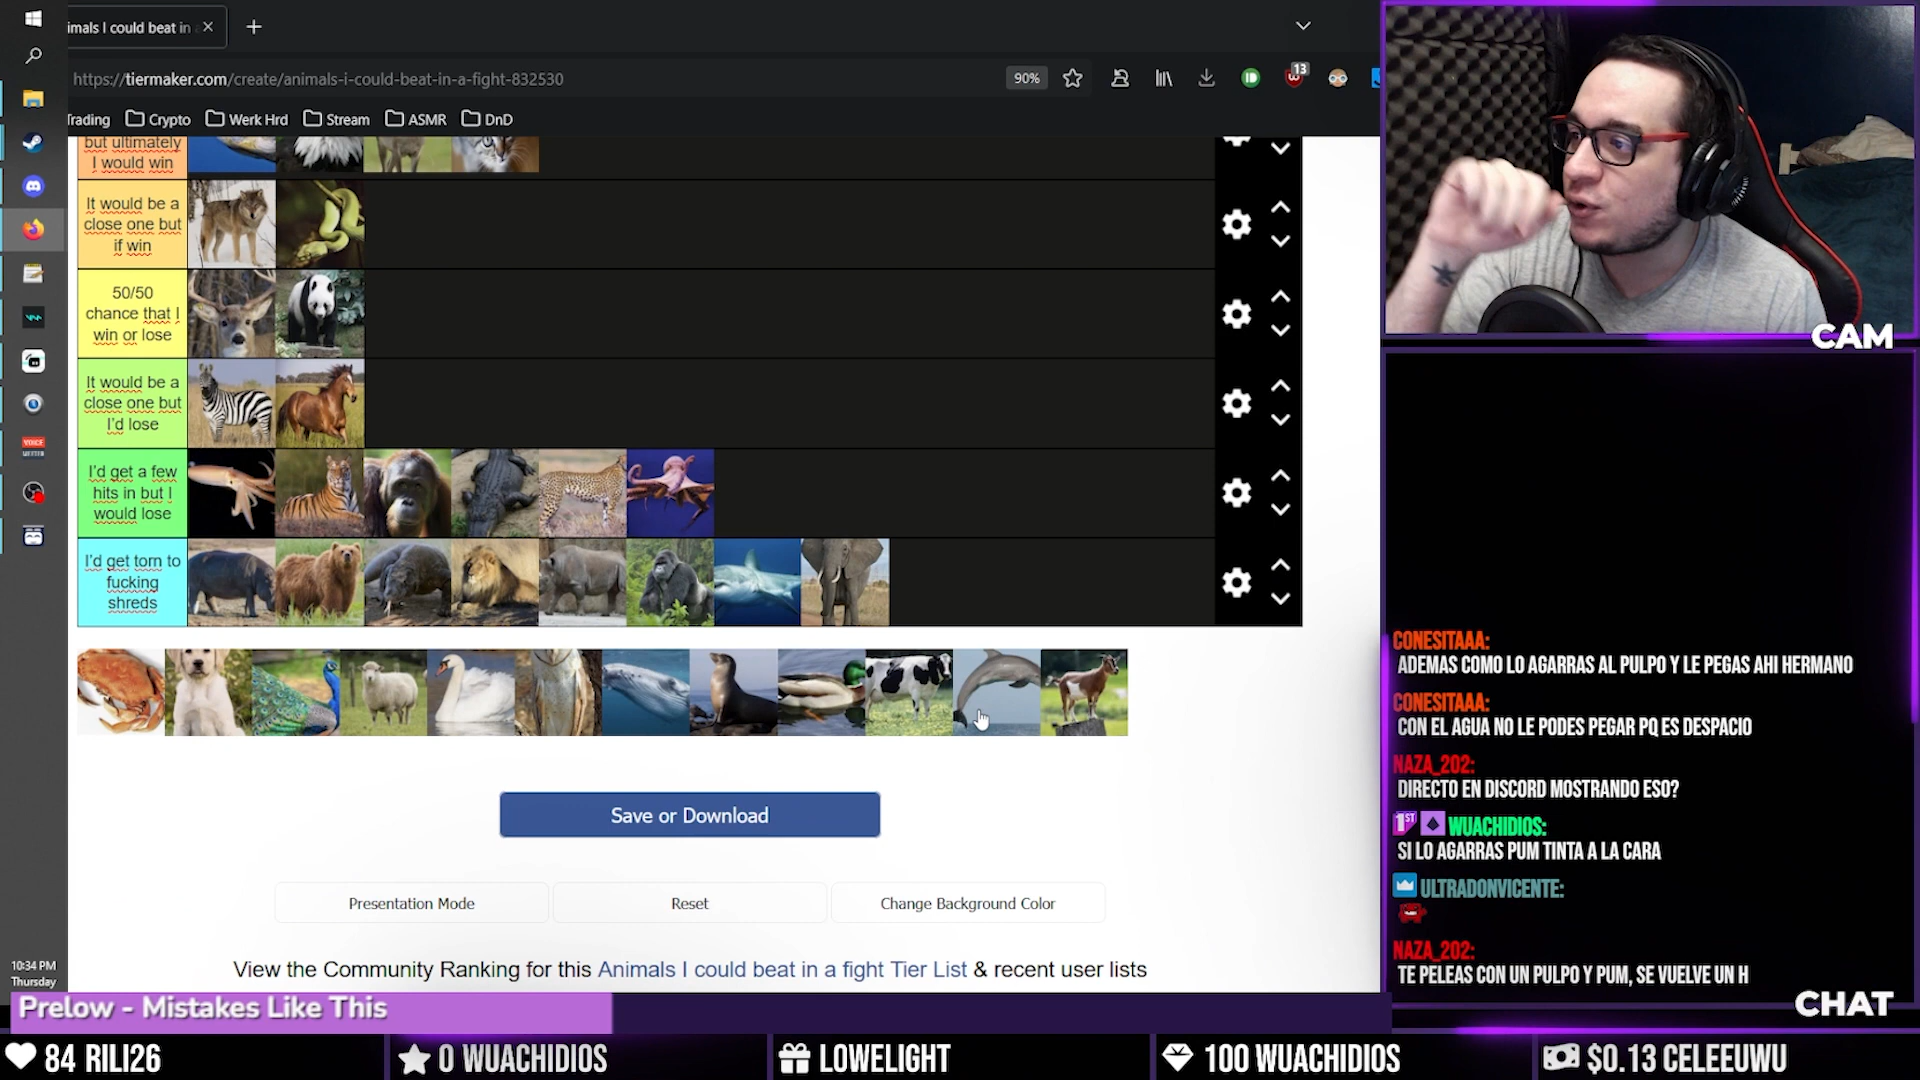 imals I could beat in
https://tiermaker.com/create/animals-i-could-beat-in-a-fight-832530
90%
13
Trading
Crypto
Werk Hrd
Stream
ASMR
DnD
but ultimately
I would win
It would be a
close one but
if win
50/50
chance that I
win or lose
It would be a
close one but
I'd lose
I'd get a few
hits in but I
would lose
I'd get torn to
fucking
shreds
Save or Download
Presentation Mode
Reset
Change Background Color
View the Community Ranking for this Animals I could beat in a fight Tier List & recent user lists
10:34 PM
Thursday
CAM
CONESITAAA:
ADEMAS COMO LO AGARRAS AL PULPO Y LE PEGAS AHI HERMANO
CONESITAAA:
CON EL AGUA NO LE PODES PEGAR PQ ES DESPACIO
NAZA_202:
DIRECTO EN DISCORD MOSTRANDO ESO?
1ST WUACHIDIOS:
SI LO AGARRAS PUM TINTA A LA CARA
ULTRADONVICENTE:
NAZA_202:
TE PELEAS CON UN PULPO Y PUM, SE VUELVE UN H
CHAT
Prelow - Mistakes Like This
84 RILI26
0 WUACHIDIOS
LOWELIGHT
100 WUACHIDIOS
$0.13 CELEEUWU